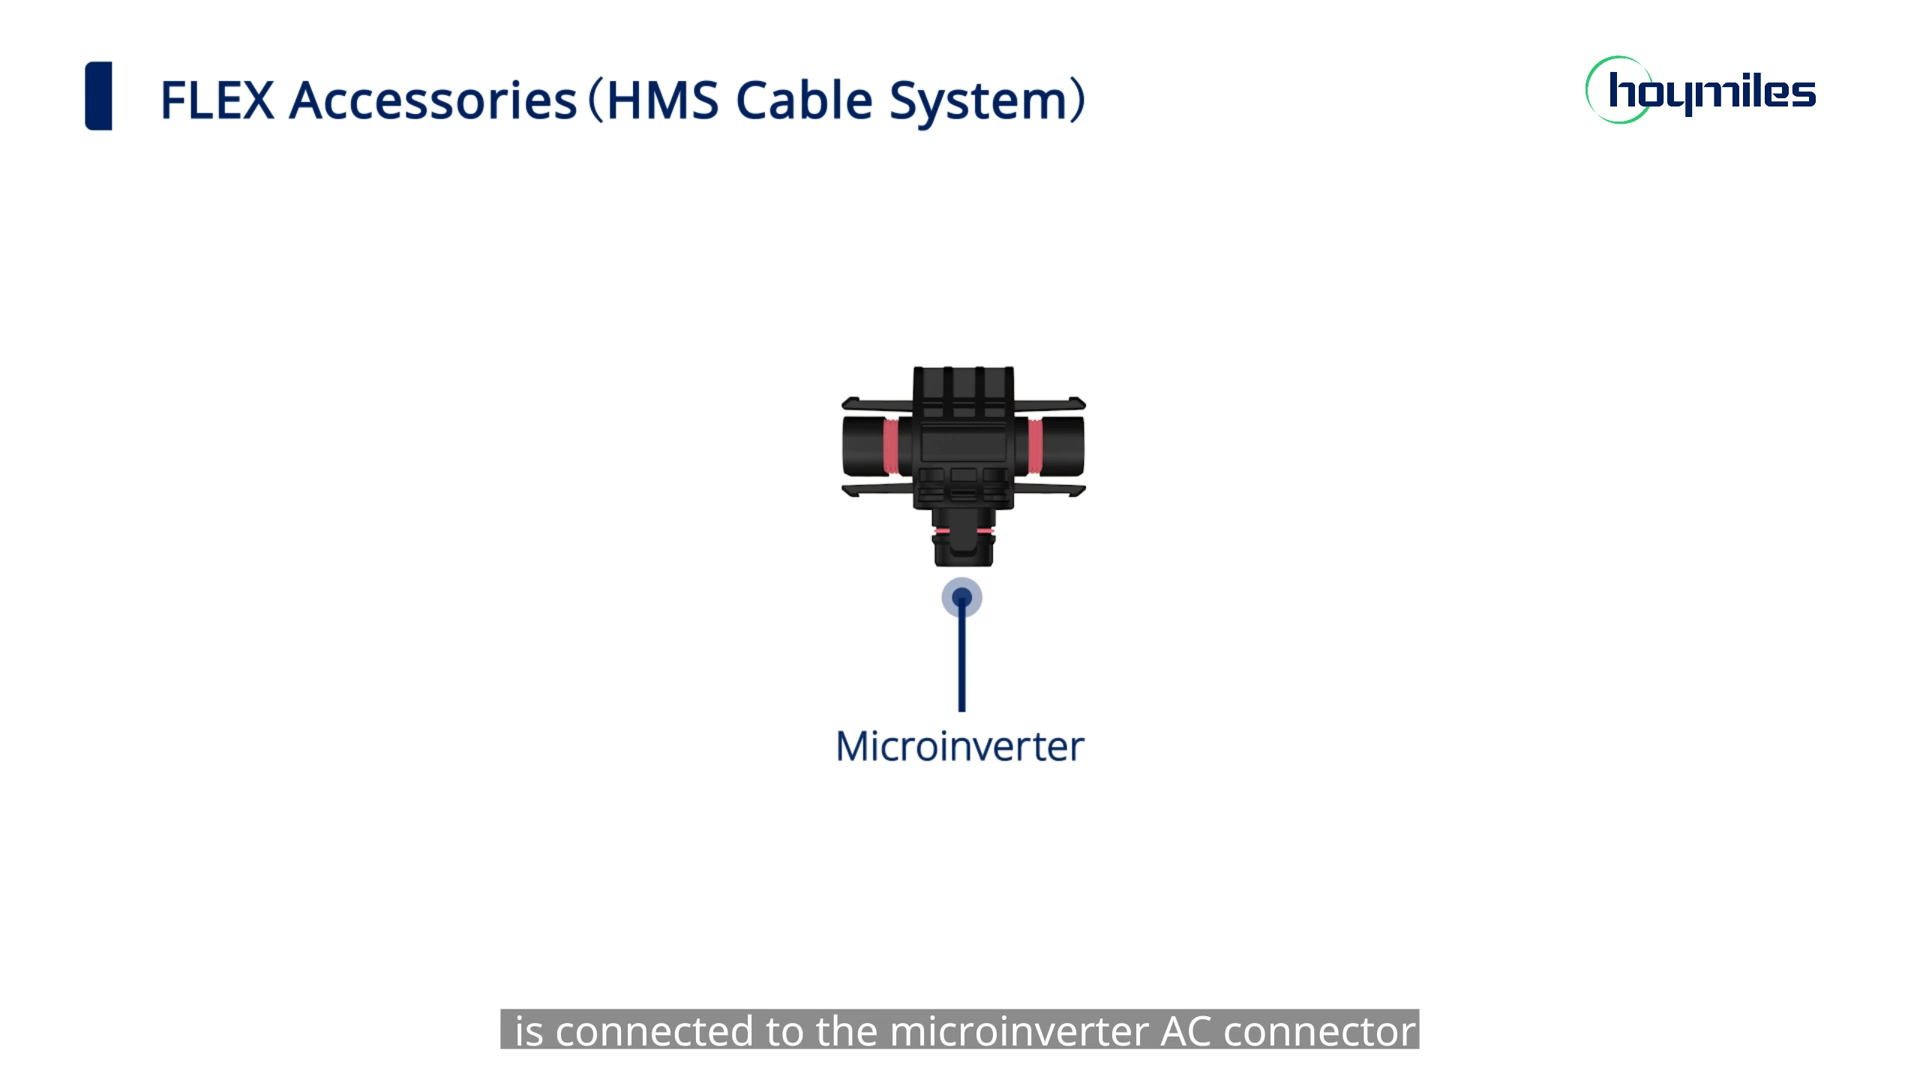 FLEX Accessories（HMS Cable System）
hoymiles
Microinverter
is connected to the microinverter AC connector